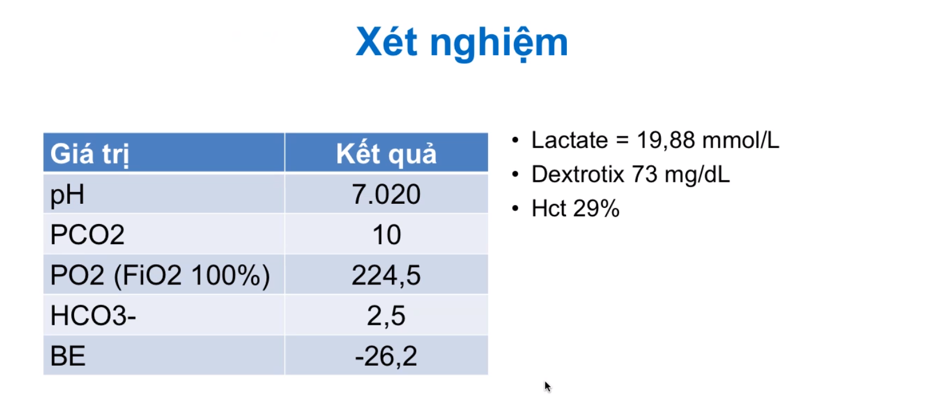 Xét nghiệm
Giá trị Kết quả
pH 7.020
PCO2 10
PO2 (FiO2 100%) 224,5
HCO3- 2,5
BE -26,2
• Lactate = 19,88 mmol/L
• Dextrotix 73 mg/dL
• Hct 29%